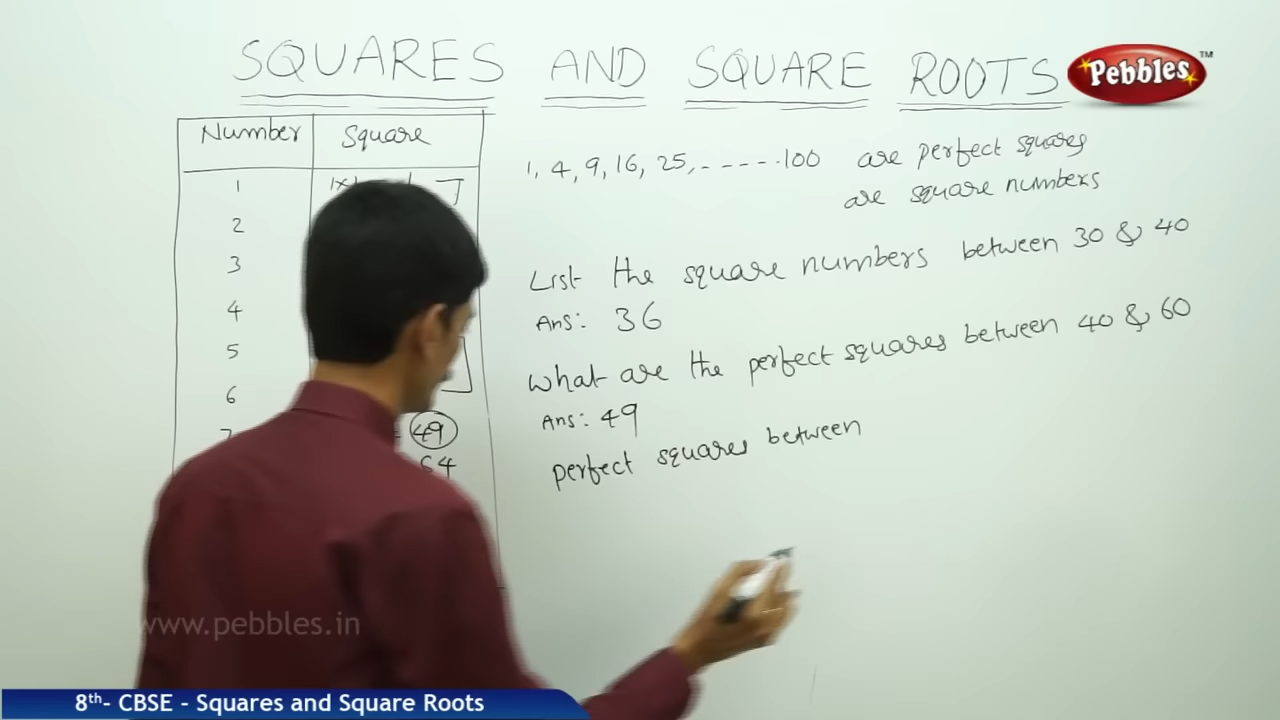 SQUARES AND SQUARE ROOTS
Pebbles™
Number Square
1, 4, 9, 16, 25, - - - - - 100 are perfect squares
are square numbers
1
2
3
4
5
6
7 49
64
List the square numbers between 30 & 40
Ans: 36
What are the perfect squares between 40 & 60
Ans: 49
perfect squares between
www.pebbles.in
8th- CBSE - Squares and Square Roots